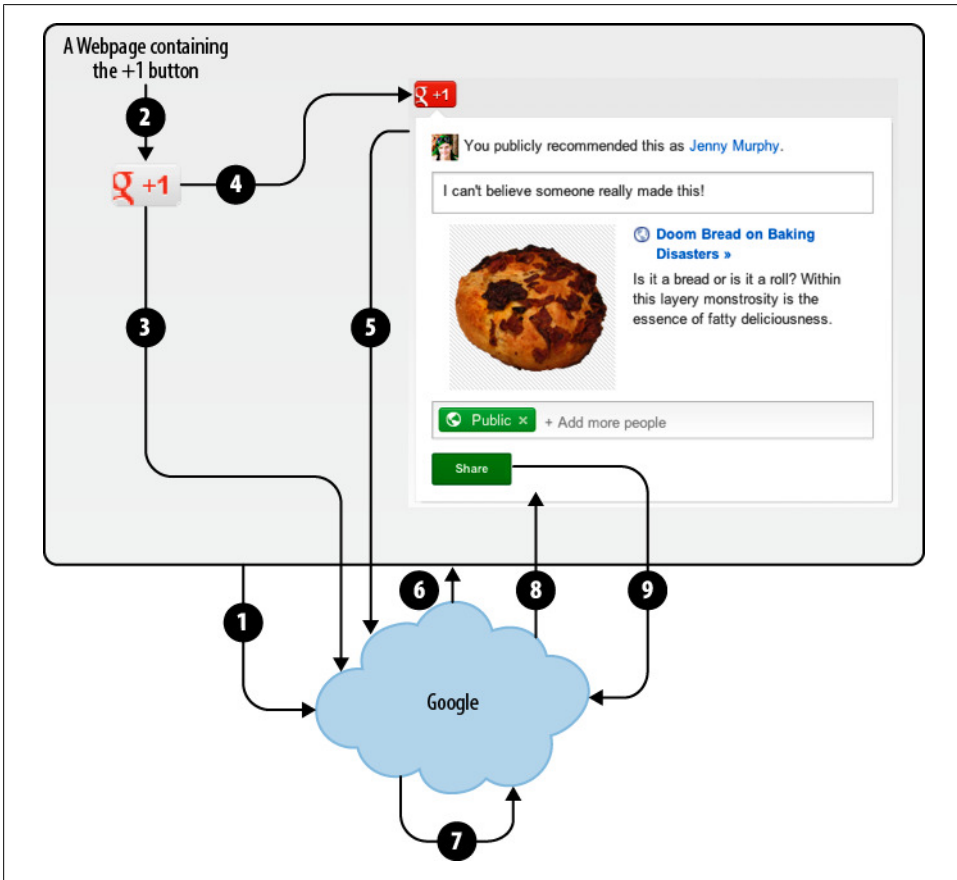 A Webpage containing
the +1 button
2
g +1
4
g +1
You publicly recommended this as Jenny Murphy.
I can't believe someone really made this!
Doom Bread on Baking
Disasters »
Is it a bread or is it a roll? Within
this layery monstrosity is the
essence of fatty deliciousness.
3
5
Public × + Add more people
Share
6
8
9
1
Google
7